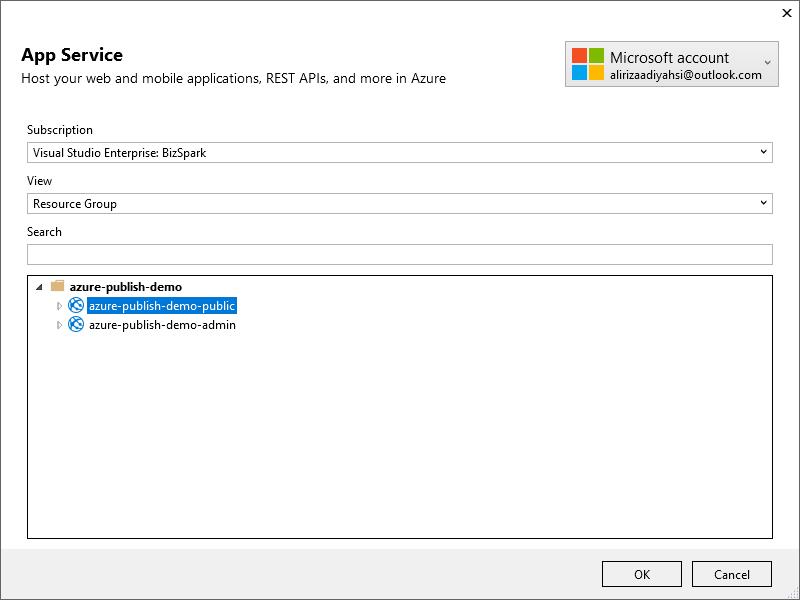 App Service
Host your web and mobile applications, REST APIs, and more in Azure
Microsoft account
alirizaadiyahsi@outlook.com
Subscription
Visual Studio Enterprise: BizSpark
View
Resource Group
Search
azure-publish-demo
azure-publish-demo-public
azure-publish-demo-admin
OK
Cancel